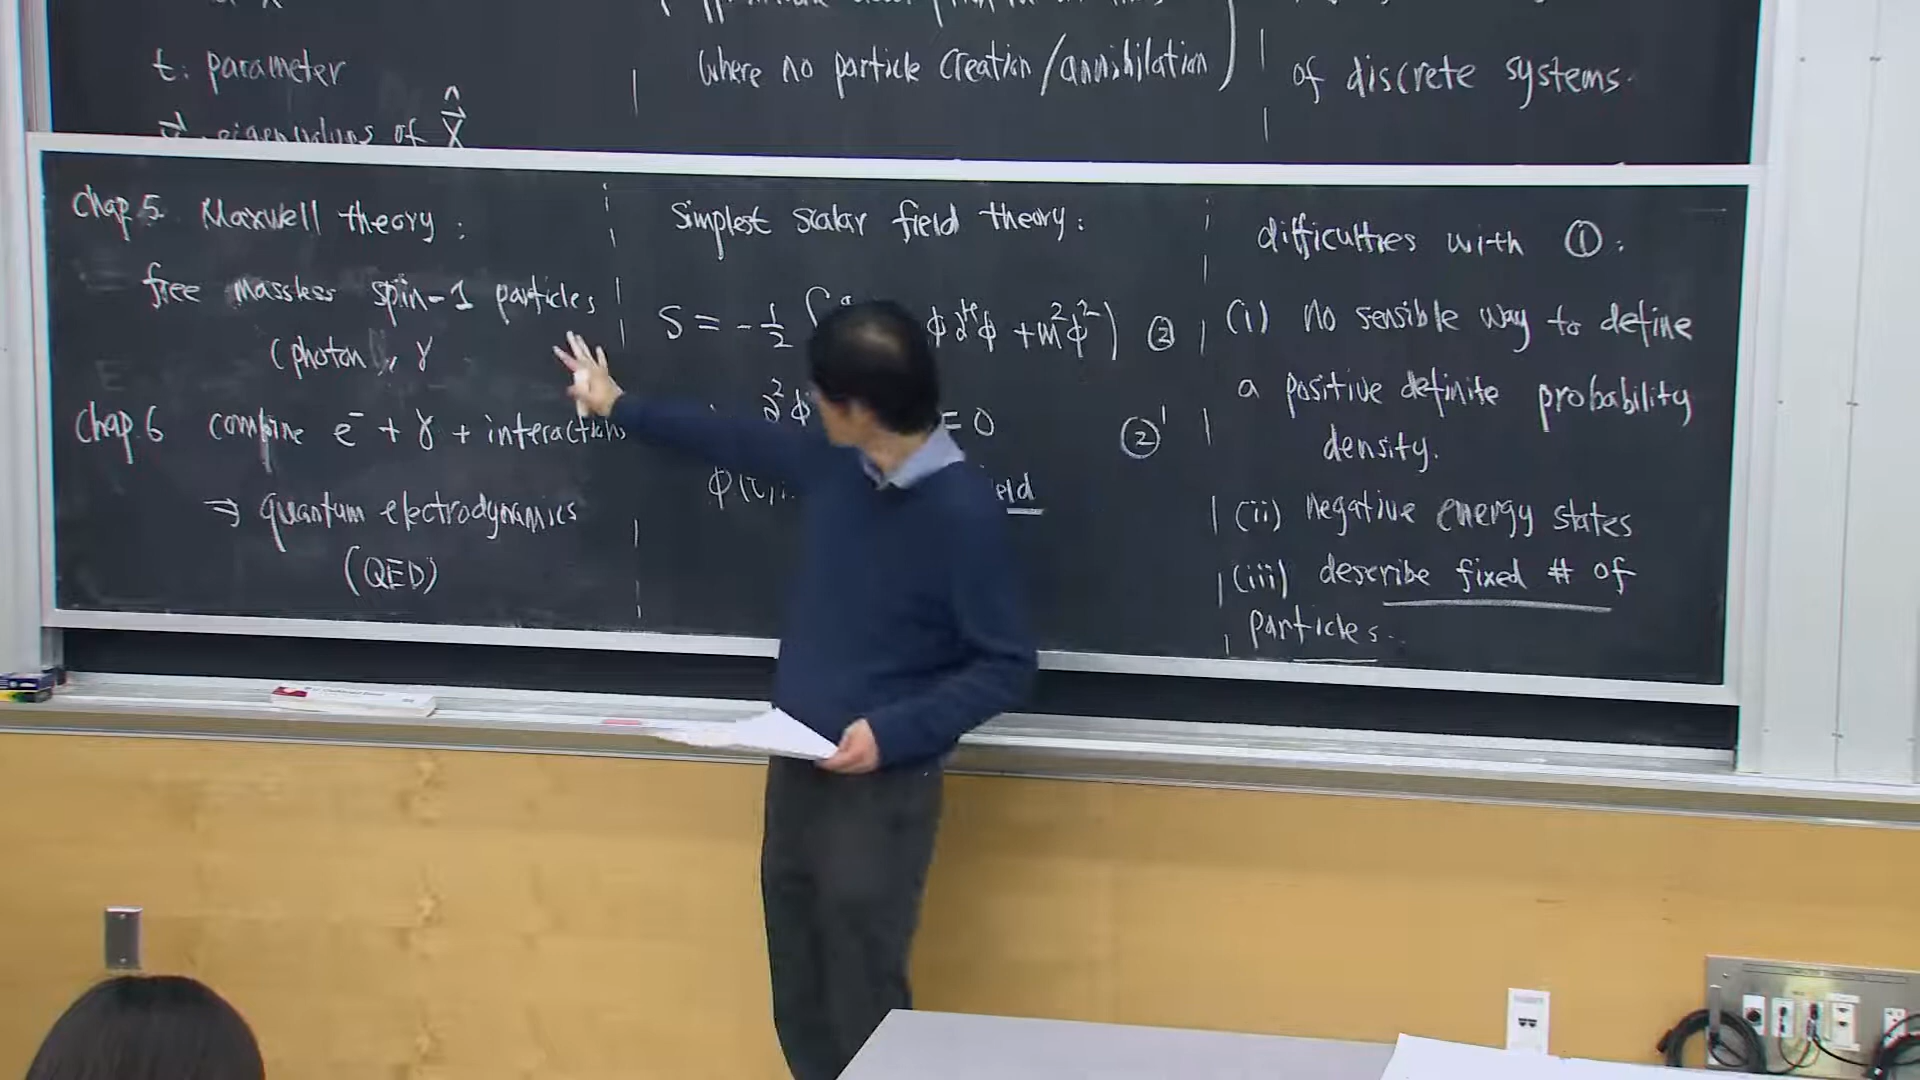 t: parameter
eigenvalues of X̂
where no particle creation/annihilation)
of discrete systems.
Chap. 5. Maxwell theory:
free massless spin-1 particles
(photon), γ
Chap. 6 combine e⁻ + γ + interactions
⇒ quantum electrodynamics
(QED)
Simplest scalar field theory:
S = - 1/2 ∫ φ ∂^μ φ + m²φ²) ②
∂²φ = 0 ②'
φ(t,
difficulties with ①:
(i) no sensible way to define
a positive definite probability
density.
(ii) negative energy states
(iii) describe fixed # of
particles.